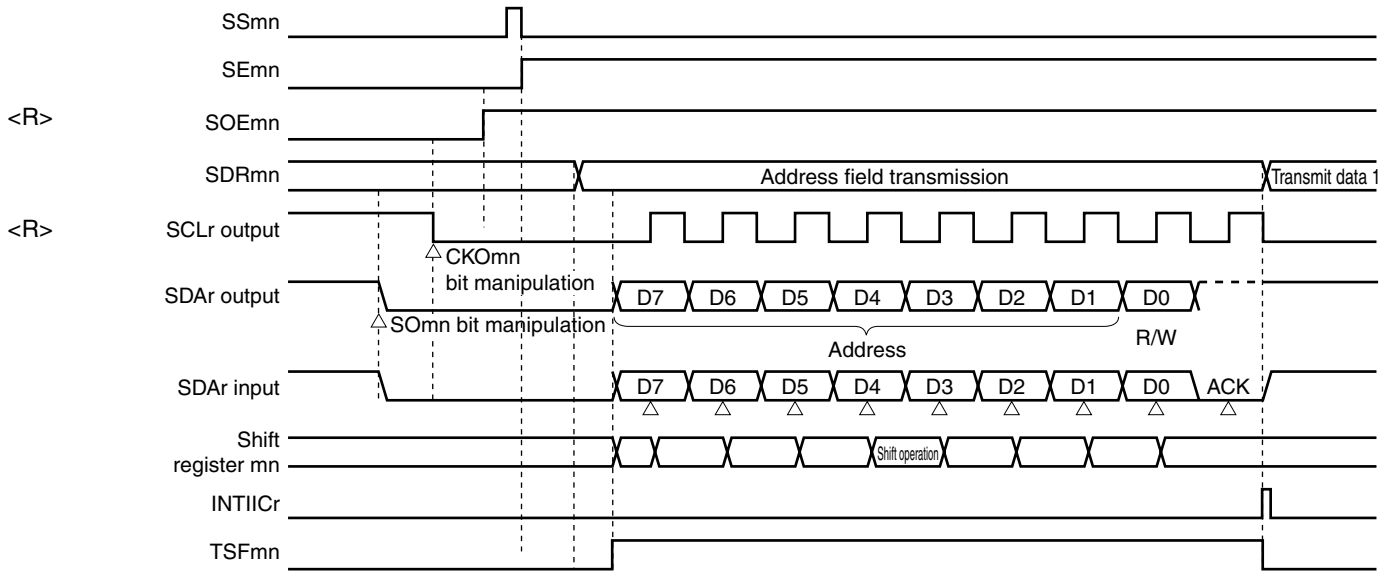 SSmn
SEmn
<R> SOEmn
SDRmn Address field transmission Transmit data 1
<R> SCLr output
CKOmn
bit manipulation
SDAr output D7 D6 D5 D4 D3 D2 D1 D0
SOmn bit manipulation
Address R/W
SDAr input D7 D6 D5 D4 D3 D2 D1 D0 ACK
Shift
register mn Shift operation
INTIICr
TSFmn